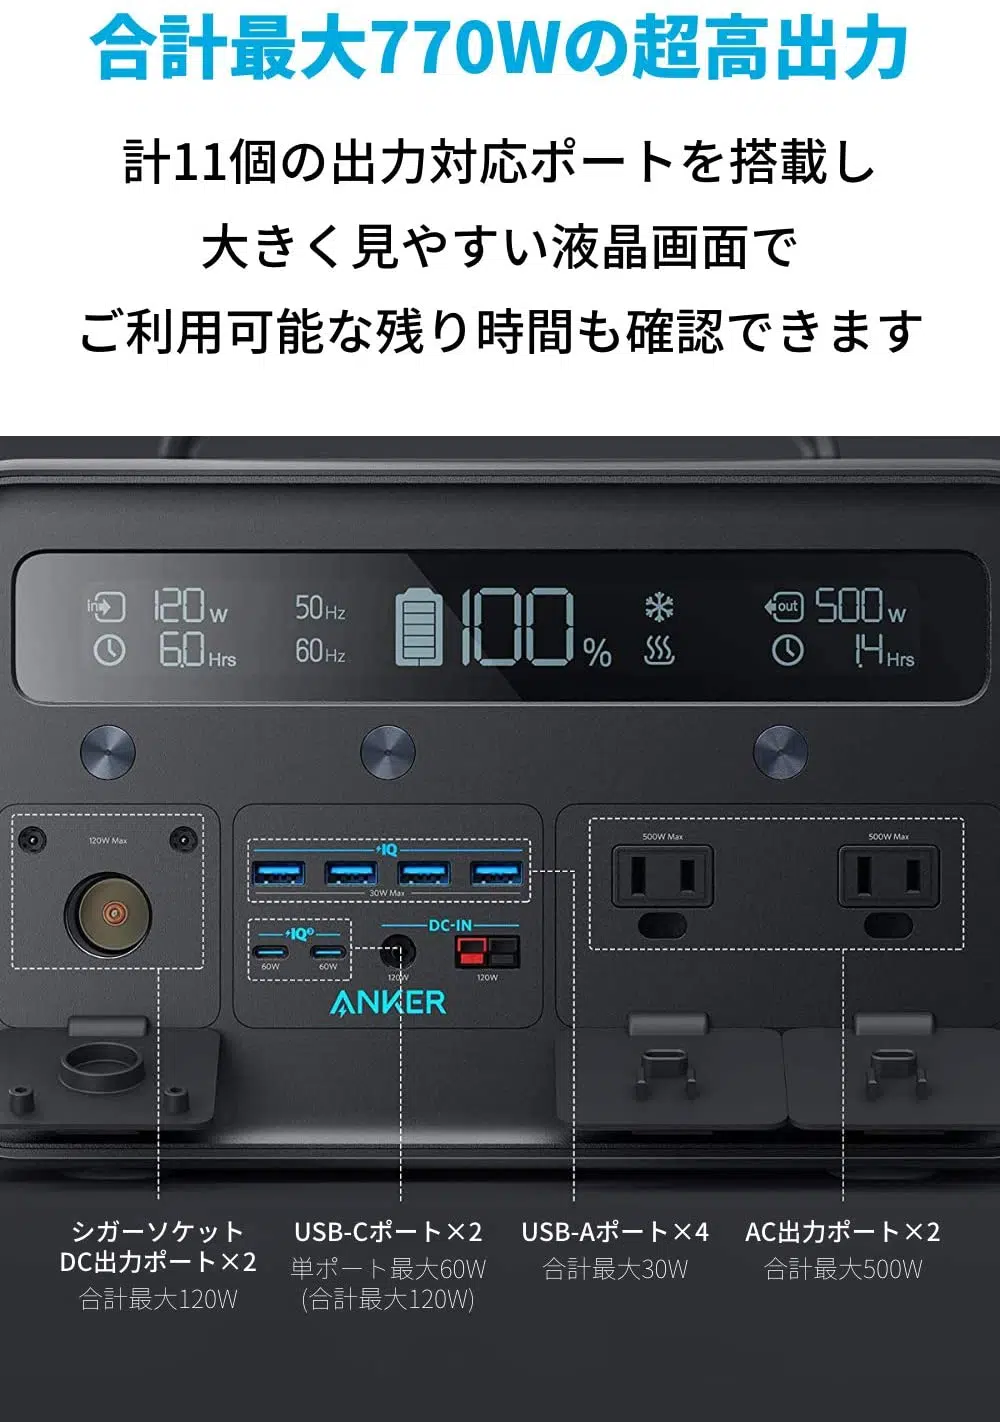 合計最大770Wの超高出力
計11個の出力対応ポートを搭載し
大きく見やすい液晶画面で
ご利用可能な残り時間も確認できます
in 120W 50Hz 100% out 500W
6.0Hrs 60Hz 1.4Hrs
120W Max
IQ
30W Max
500W Max 500W Max
IQ3
60W 60W
DC-IN
120W 120W
ANKER
シガーソケット
DC出力ポート×2
合計最大120W
USB-Cポート×2
単ポート最大60W
(合計最大120W)
USB-Aポート×4
合計最大30W
AC出力ポート×2
合計最大500W